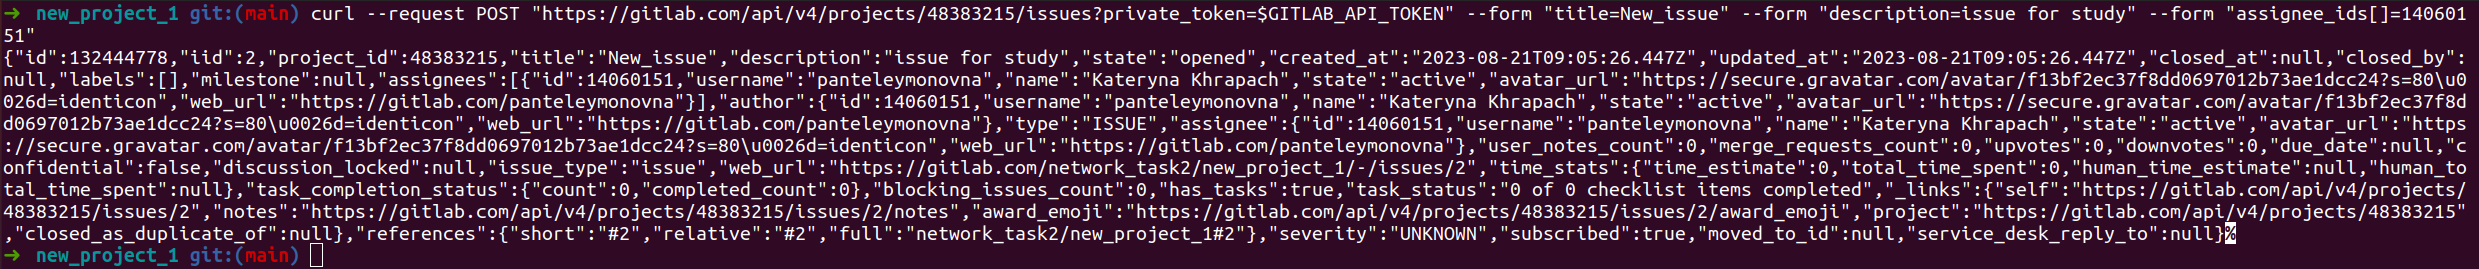 ➜  new_project_1 git:(main) curl --request POST "https://gitlab.com/api/v4/projects/48383215/issues?private_token=$GITLAB_API_TOKEN" --form "title=New_issue" --form "description=issue for study" --form "assignee_ids[]=140601
51"
{"id":132444778,"iid":2,"project_id":48383215,"title":"New_issue","description":"issue for study","state":"opened","created_at":"2023-08-21T09:05:26.447Z","updated_at":"2023-08-21T09:05:26.447Z","closed_at":null,"closed_by":
null,"labels":[],"milestone":null,"assignees":[{"id":14060151,"username":"panteleymonovna","name":"Kateryna Khrapach","state":"active","avatar_url":"https://secure.gravatar.com/avatar/f13bf2ec37f8dd0697012b73ae1dcc24?s=80\u0
026d=identicon","web_url":"https://gitlab.com/panteleymonovna"}],"author":{"id":14060151,"username":"panteleymonovna","name":"Kateryna Khrapach","state":"active","avatar_url":"https://secure.gravatar.com/avatar/f13bf2ec37f8d
d0697012b73ae1dcc24?s=80\u0026d=identicon","web_url":"https://gitlab.com/panteleymonovna"},"type":"ISSUE","assignee":{"id":14060151,"username":"panteleymonovna","name":"Kateryna Khrapach","state":"active","avatar_url":"https
://secure.gravatar.com/avatar/f13bf2ec37f8dd0697012b73ae1dcc24?s=80\u0026d=identicon","web_url":"https://gitlab.com/panteleymonovna"},"user_notes_count":0,"merge_requests_count":0,"upvotes":0,"downvotes":0,"due_date":null,"c
onfidential":false,"discussion_locked":null,"issue_type":"issue","web_url":"https://gitlab.com/network_task2/new_project_1/-/issues/2","time_stats":{"time_estimate":0,"total_time_spent":0,"human_time_estimate":null,"human_to
tal_time_spent":null},"task_completion_status":{"count":0,"completed_count":0},"blocking_issues_count":0,"has_tasks":true,"task_status":"0 of 0 checklist items completed","_links":{"self":"https://gitlab.com/api/v4/projects/
48383215/issues/2","notes":"https://gitlab.com/api/v4/projects/48383215/issues/2/notes","award_emoji":"https://gitlab.com/api/v4/projects/48383215/issues/2/award_emoji","project":"https://gitlab.com/api/v4/projects/48383215"
,"closed_as_duplicate_of":null},"references":{"short":"#2","relative":"#2","full":"network_task2/new_project_1#2"},"severity":"UNKNOWN","subscribed":true,"moved_to_id":null,"service_desk_reply_to":null}%
➜  new_project_1 git:(main)